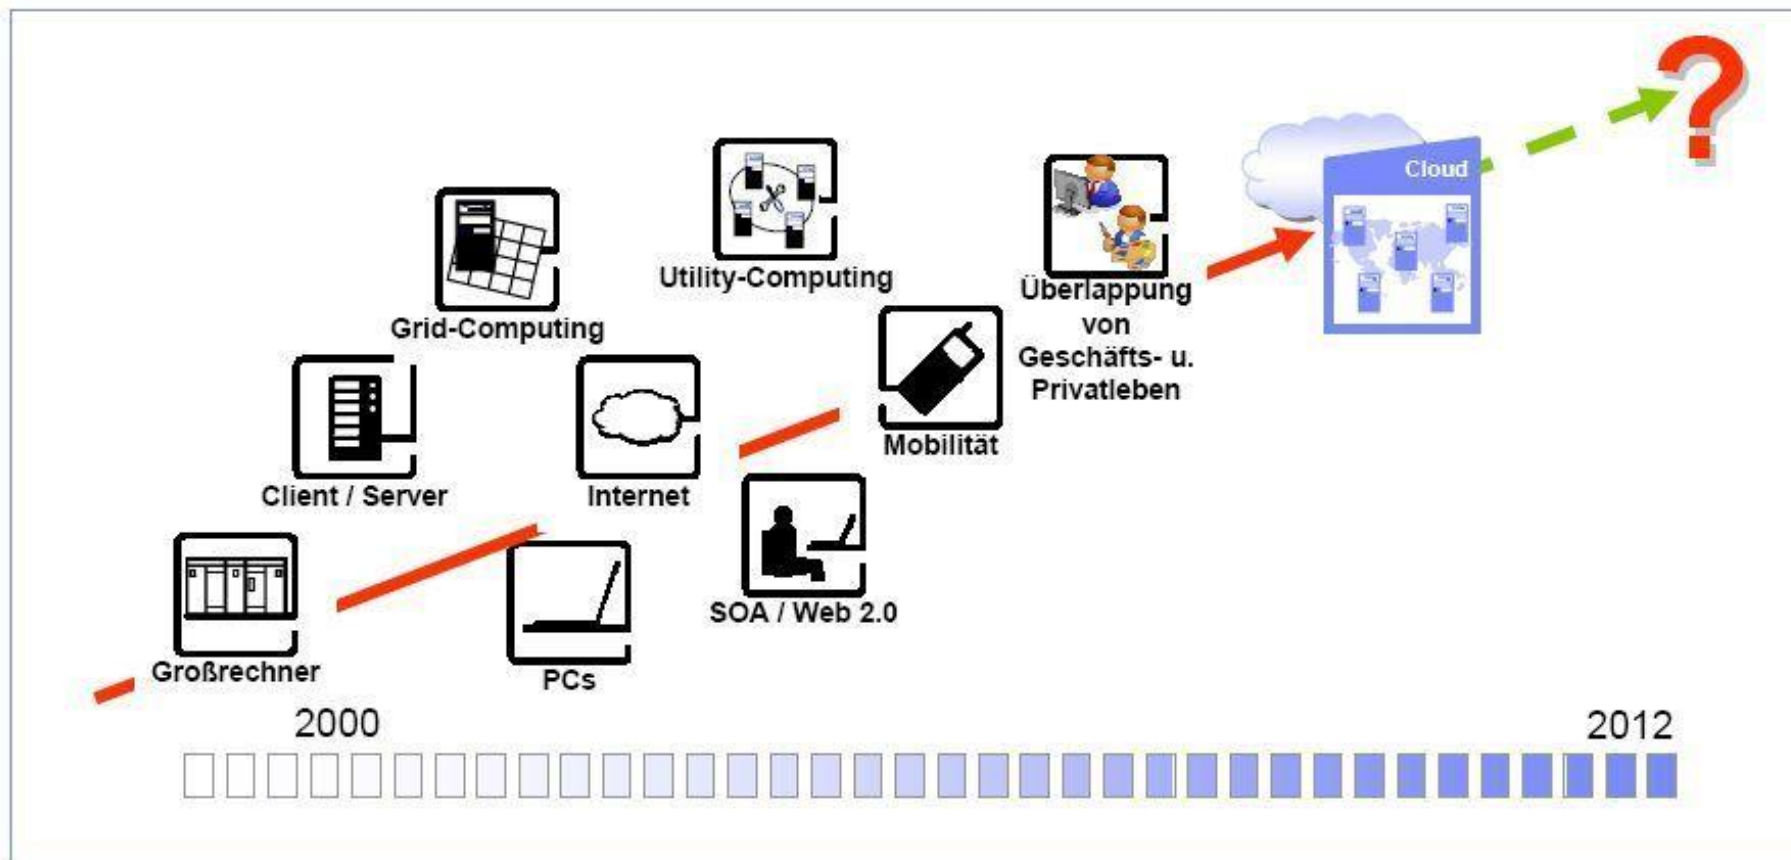 Cloud
Utility-Computing
Überlappung
von
Geschäfts- u.
Privatleben
Grid-Computing
Mobilität
Client / Server
Internet
SOA / Web 2.0
Großrechner
PCs
2000
2012
?